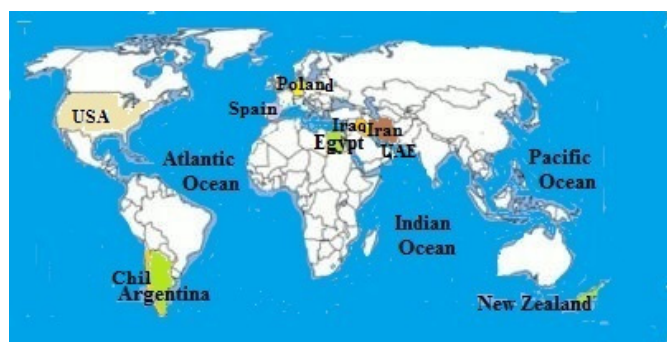 Poland
Spain
USA
Iraq
Iran
Egypt
UAE
Atlantic
Ocean
Pacific
Ocean
Indian
Ocean
Chil
Argentina
New Zealand